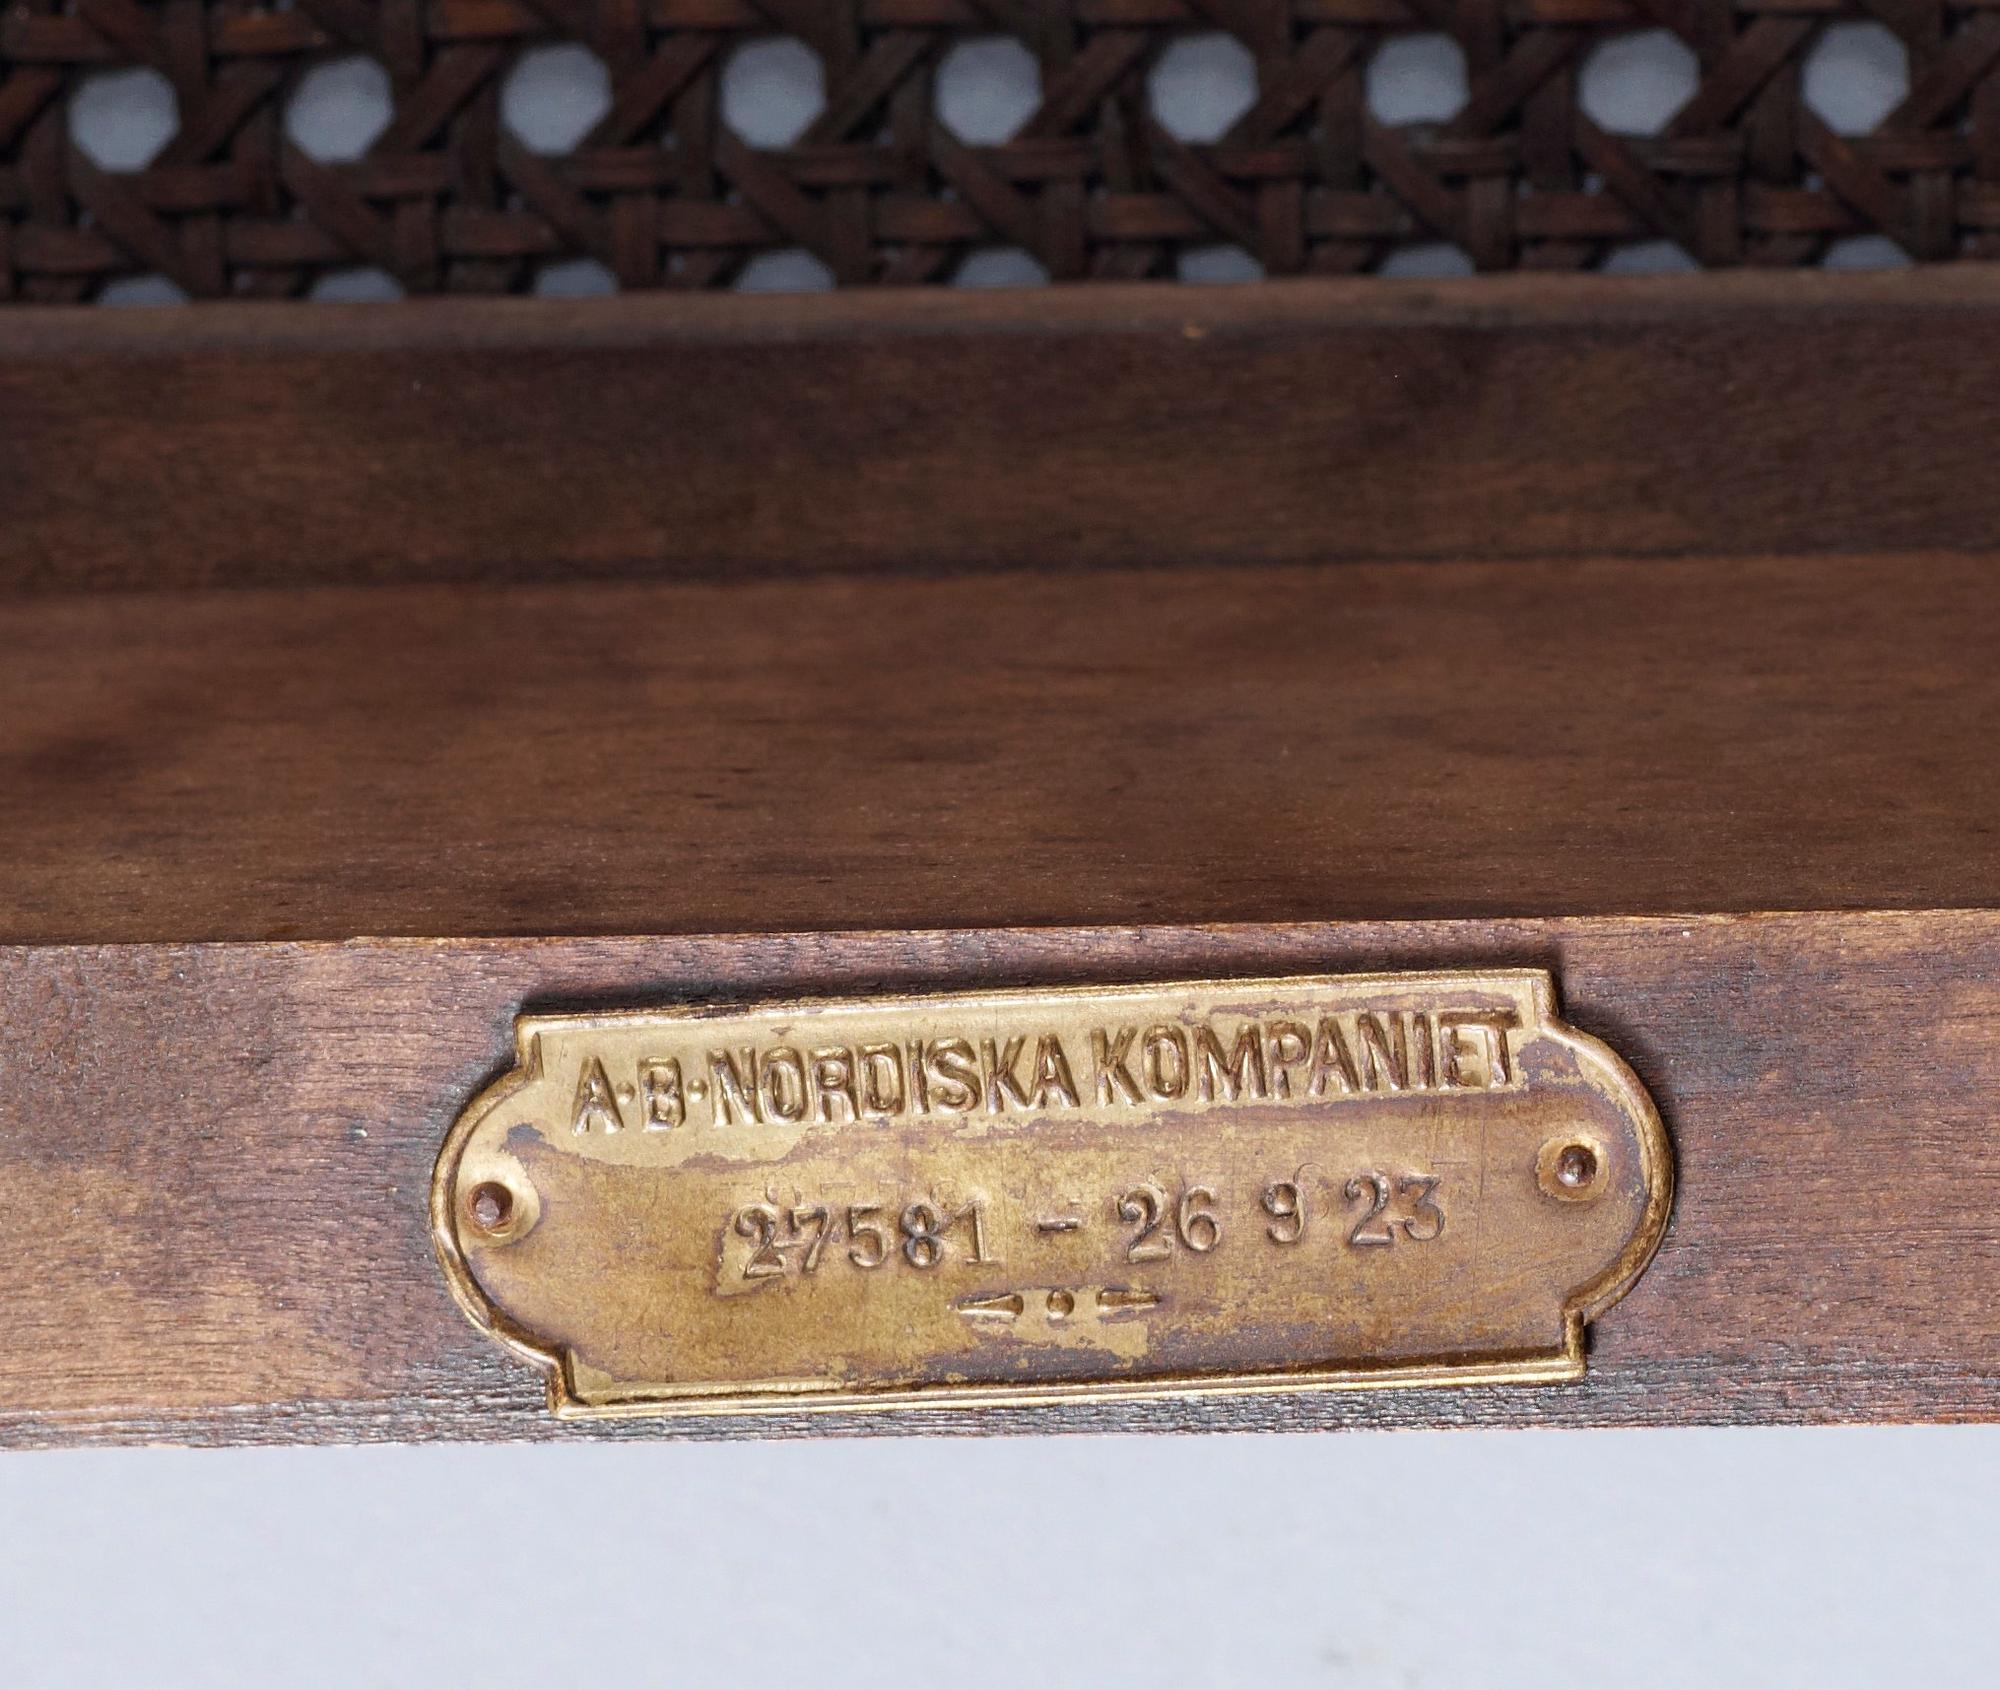 A·B·NORDISKA KOMPANIET
27581 - 26 9 23